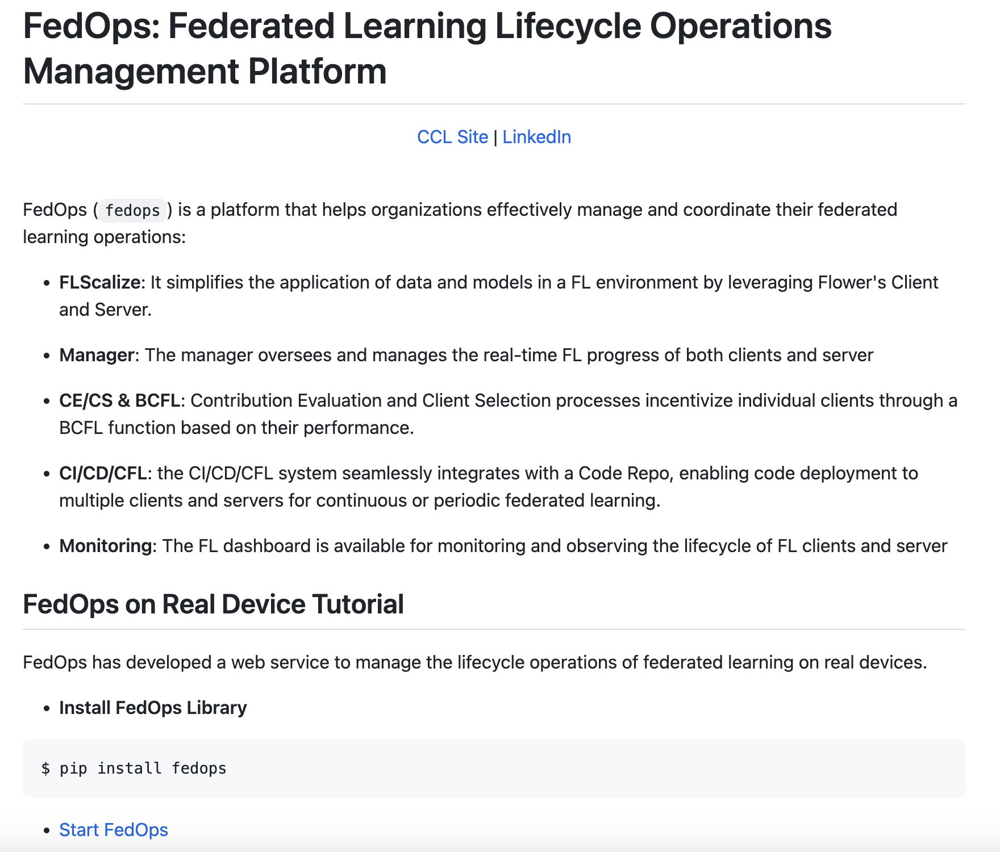 FedOps: Federated Learning Lifecycle Operations
Management Platform
CCL Site | LinkedIn
FedOps ( fedops ) is a platform that helps organizations effectively manage and coordinate their federated
learning operations:
• FLScalize: It simplifies the application of data and models in a FL environment by leveraging Flower's Client
and Server.
• Manager: The manager oversees and manages the real-time FL progress of both clients and server
• CE/CS & BCFL: Contribution Evaluation and Client Selection processes incentivize individual clients through a
BCFL function based on their performance.
• CI/CD/CFL: the CI/CD/CFL system seamlessly integrates with a Code Repo, enabling code deployment to
multiple clients and servers for continuous or periodic federated learning.
• Monitoring: The FL dashboard is available for monitoring and observing the lifecycle of FL clients and server
FedOps on Real Device Tutorial
FedOps has developed a web service to manage the lifecycle operations of federated learning on real devices.
• Install FedOps Library
$ pip install fedops
• Start FedOps